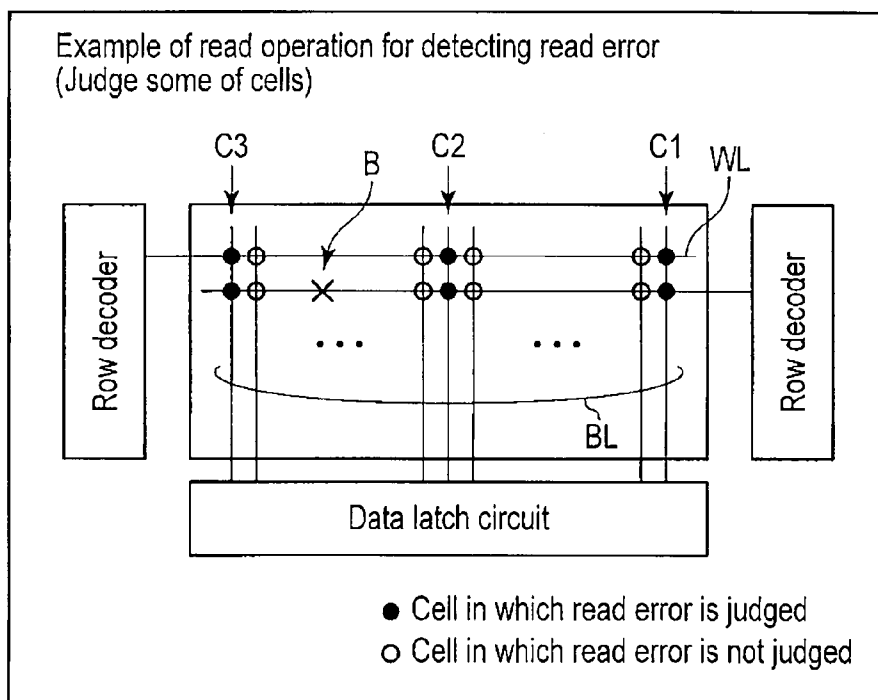 Example of read operation for detecting read error
(Judge some of cells)
C3
B
C2
C1
WL
Row decoder
Row decoder
BL
Data latch circuit
Cell in which read error is judged
Cell in which read error is not judged